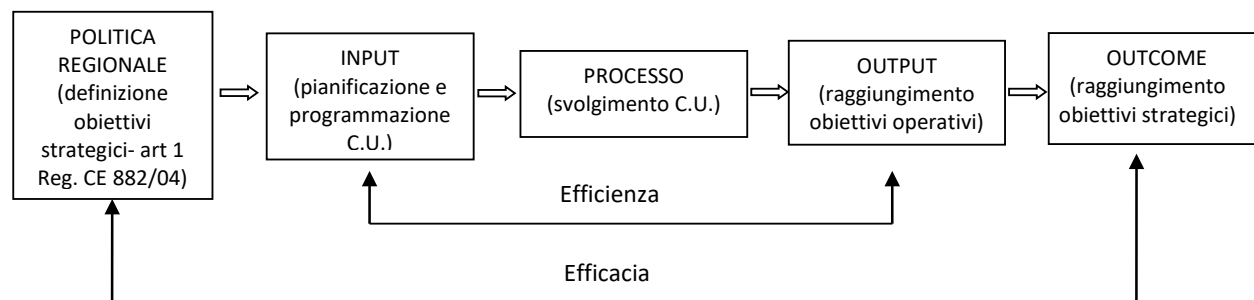 POLITICA
REGIONALE
(definizione
obiettivi
strategici- art 1
Reg. CE 882/04)
INPUT
(pianificazione e
programmazione
C.U.)
PROCESSO
(svolgimento C.U.)
OUTPUT
(raggiungimento
obiettivi operativi)
OUTCOME
(raggiungimento
obiettivi strategici)
Efficienza
Efficacia